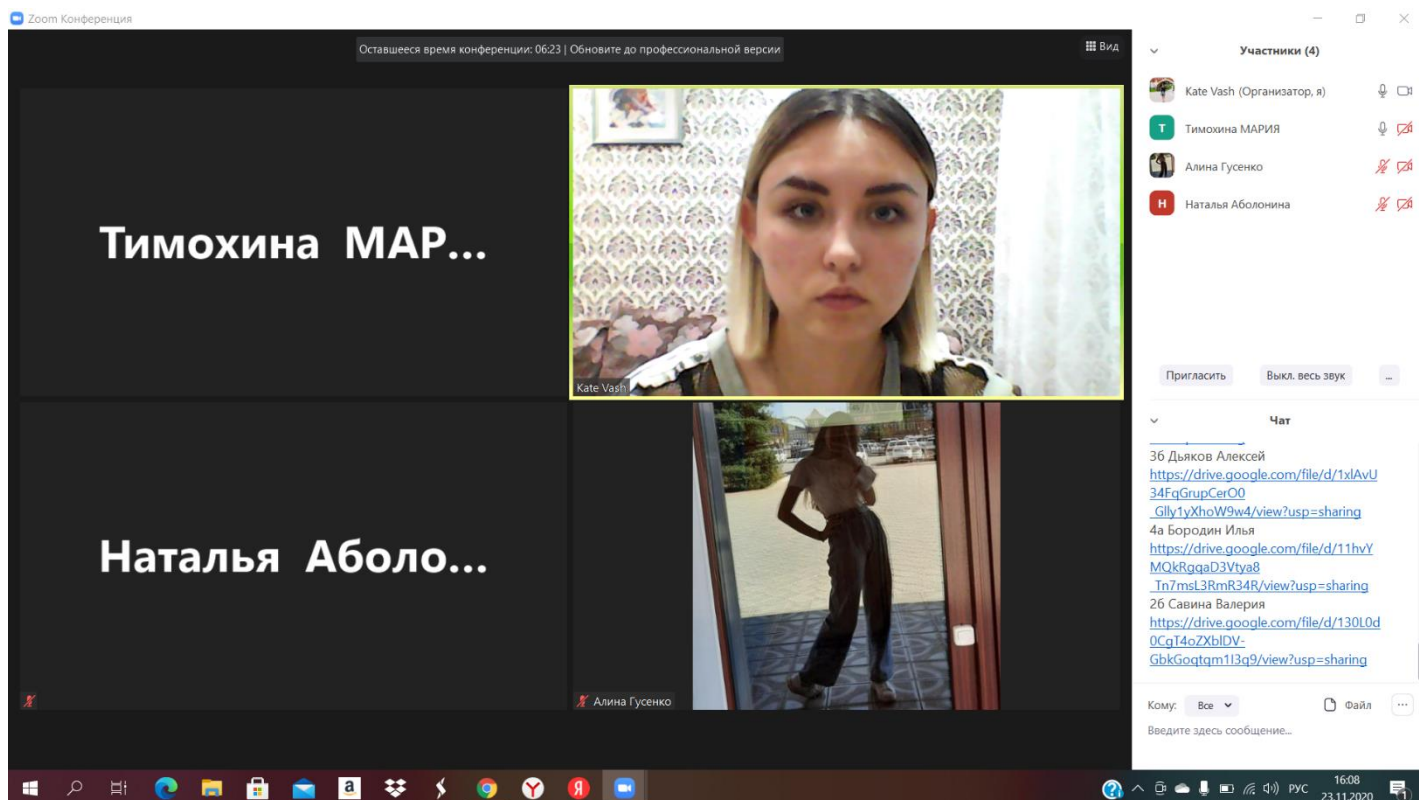 Zoom Конференция
Оставшееся время конференции: 06:23 | Обновите до профессиональной версии
Вид
Тимохина МАР...
Kate Vash
Наталья Аболо...
Алина Гусенко
Участники (4)
Kate Vash (Организатор, я)
Т
Тимохина МАРИЯ
Алина Гусенко
Н
Наталья Аболонина
Пригласить
Выкл. весь звук
...
Чат
3б Дьяков Алексей
https://drive.google.com/file/d/1xlAvU
34FqGrupCerO0
_Glly1yXhoW9w4/view?usp=sharing
4а Бородин Илья
https://drive.google.com/file/d/11hvY
MQkRgqaD3Vtya8
_Tn7msL3RmR34R/view?usp=sharing
2б Савина Валерия
https://drive.google.com/file/d/130L0d
0CgT4oZXblDV-
GbkGoqtqm1I3q9/view?usp=sharing
Кому:
Все
Файл
...
Введите здесь сообщение...
a
Y
Я
РУС
16:08
23.11.2020
1